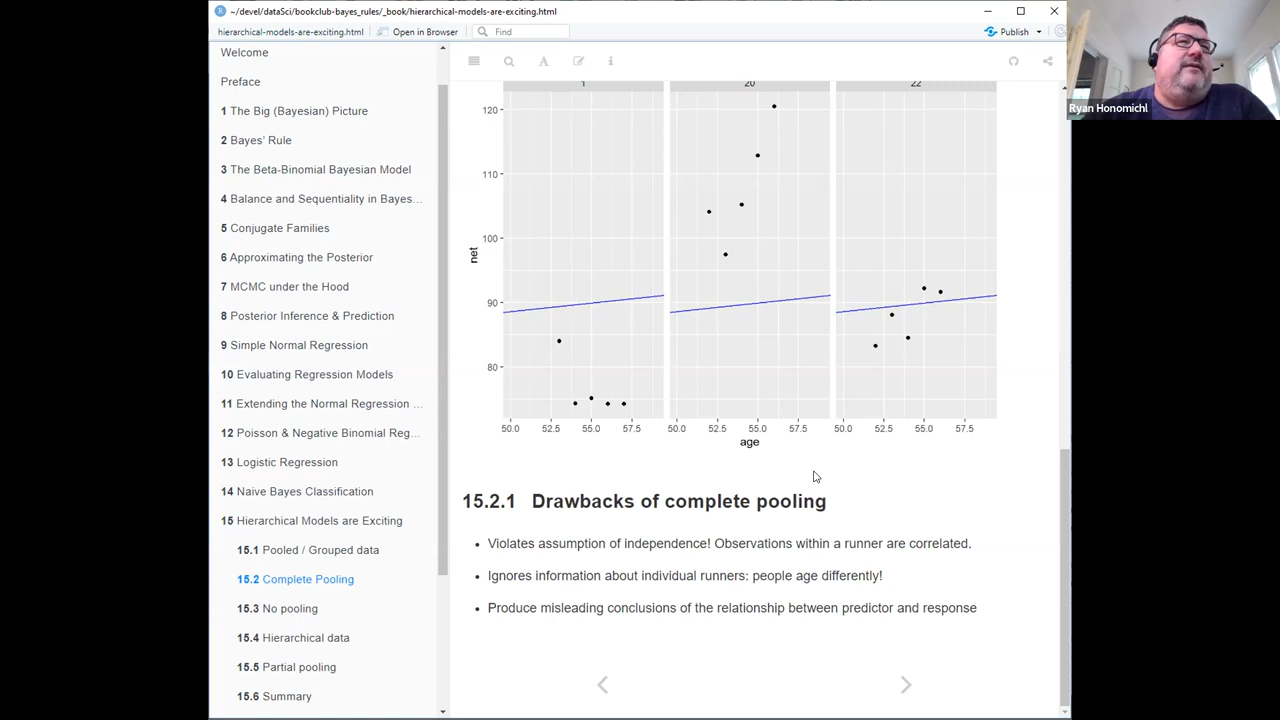 ~/devel/dataSci/bookclub-bayes_rules/_book/hierarchical-models-are-exciting.html
hierarchical-models-are-exciting.html
Open in Browser
Find
Publish
Welcome
Preface
1 The Big (Bayesian) Picture
2 Bayes' Rule
3 The Beta-Binomial Bayesian Model
4 Balance and Sequentiality in Bayes...
5 Conjugate Families
6 Approximating the Posterior
7 MCMC under the Hood
8 Posterior Inference & Prediction
9 Simple Normal Regression
10 Evaluating Regression Models
11 Extending the Normal Regression ...
12 Poisson & Negative Binomial Reg...
13 Logistic Regression
14 Naive Bayes Classification
15 Hierarchical Models are Exciting
15.1 Pooled / Grouped data
15.2 Complete Pooling
15.3 No pooling
15.4 Hierarchical data
15.5 Partial pooling
15.6 Summary
1 20 22
120
110
100
90
80
net
50.0 52.5 55.0 57.5 50.0 52.5 55.0 57.5 50.0 52.5 55.0 57.5
age
15.2.1 Drawbacks of complete pooling
• Violates assumption of independence! Observations within a runner are correlated.
• Ignores information about individual runners: people age differently!
• Produce misleading conclusions of the relationship between predictor and response
Ryan Honomichl